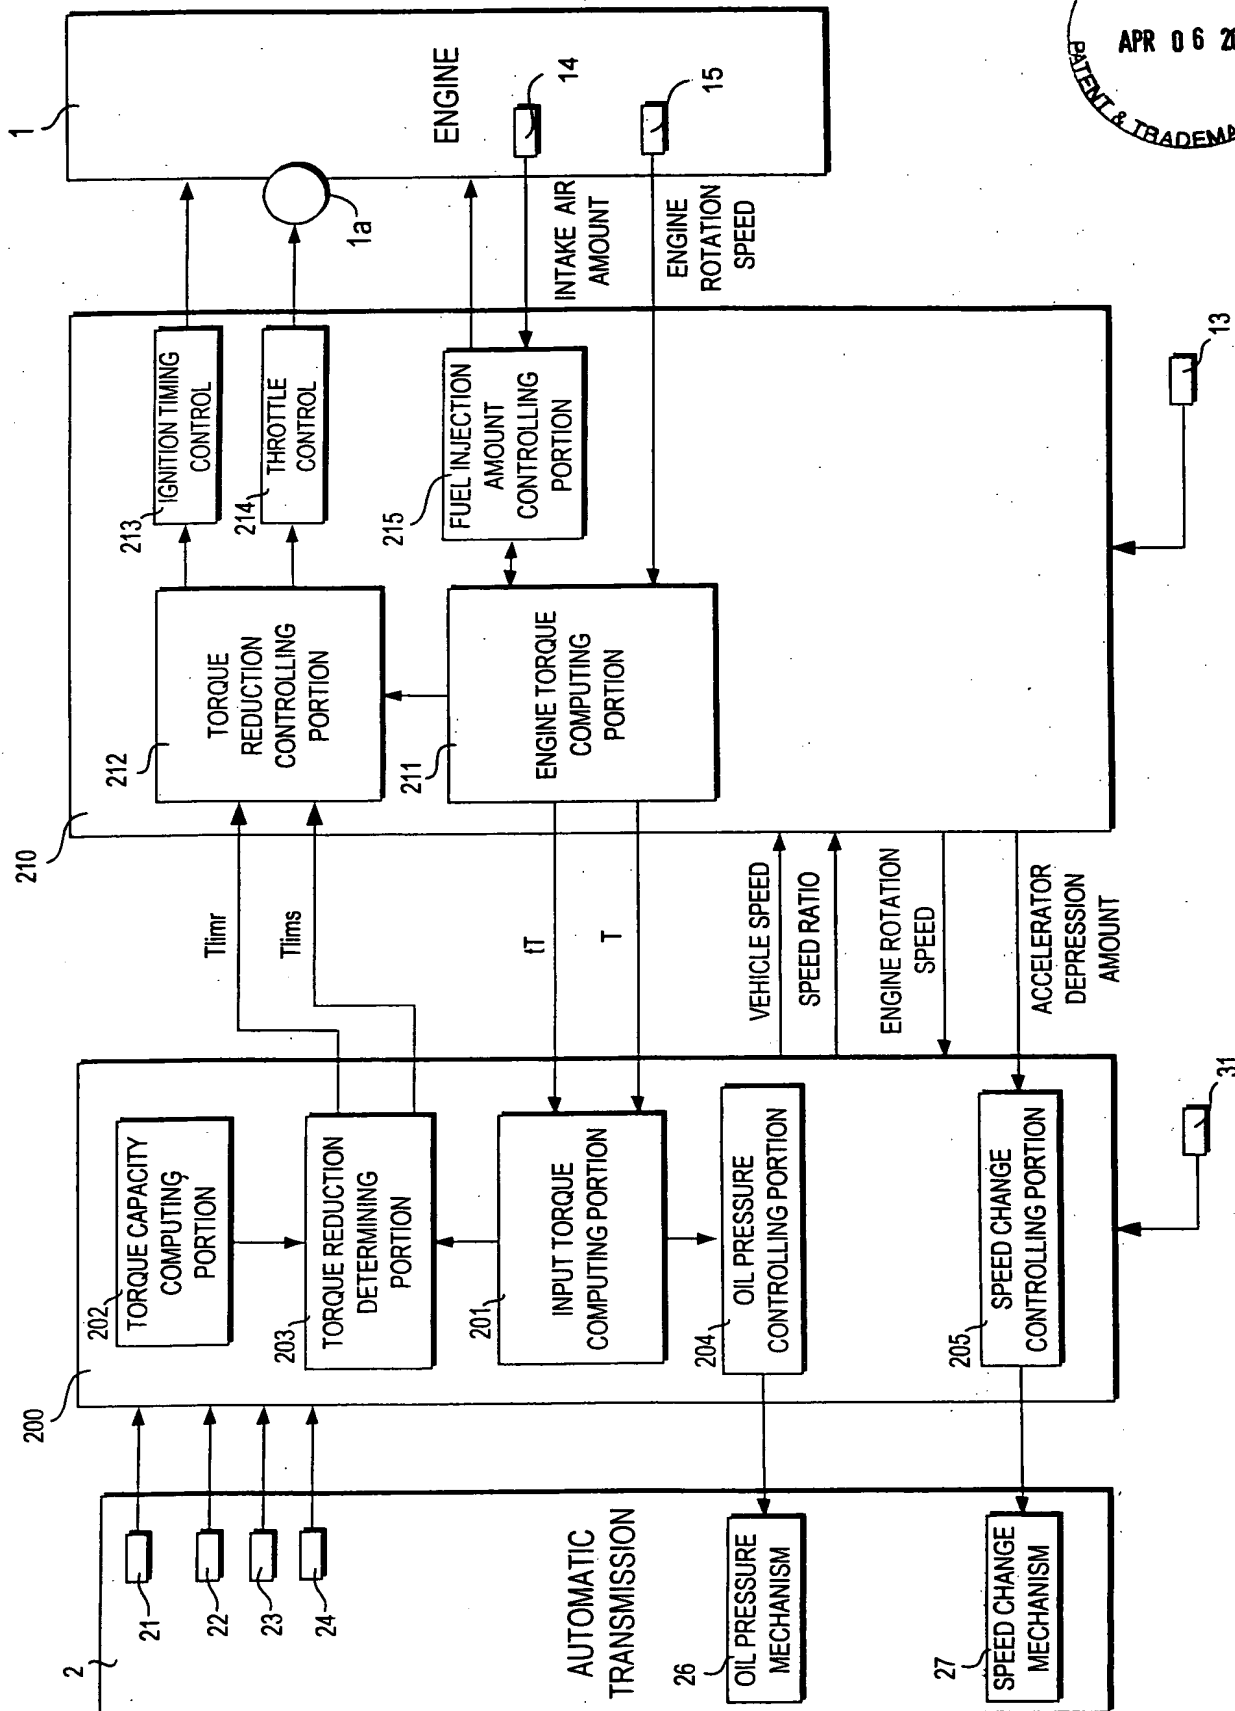 1
ENGINE
14
15
1a
INTAKE AIR
AMOUNT
ENGINE
ROTATION
SPEED
210
213
IGNITION TIMING
CONTROL
214
THROTTLE
CONTROL
215
FUEL INJECTION
AMOUNT
CONTROLLING
PORTION
212
TORQUE
REDUCTION
CONTROLLING
PORTION
211
ENGINE TORQUE
COMPUTING
PORTION
13
Tlimr
Tlims
tT
T
VEHICLE SPEED
SPEED RATIO
ENGINE ROTATION
SPEED
ACCELERATOR
DEPRESSION
AMOUNT
200
202
TORQUE CAPACITY
COMPUTING
PORTION
203
TORQUE REDUCTION
DETERMINING
PORTION
201
INPUT TORQUE
COMPUTING PORTION
204
OIL PRESSURE
CONTROLLING PORTION
205
SPEED CHANGE
CONTROLLING PORTION
31
2
21
22
23
24
AUTOMATIC
TRANSMISSION
26
OIL PRESSURE
MECHANISM
27
SPEED CHANGE
MECHANISM
APR 06
PATENT & TRADEMA